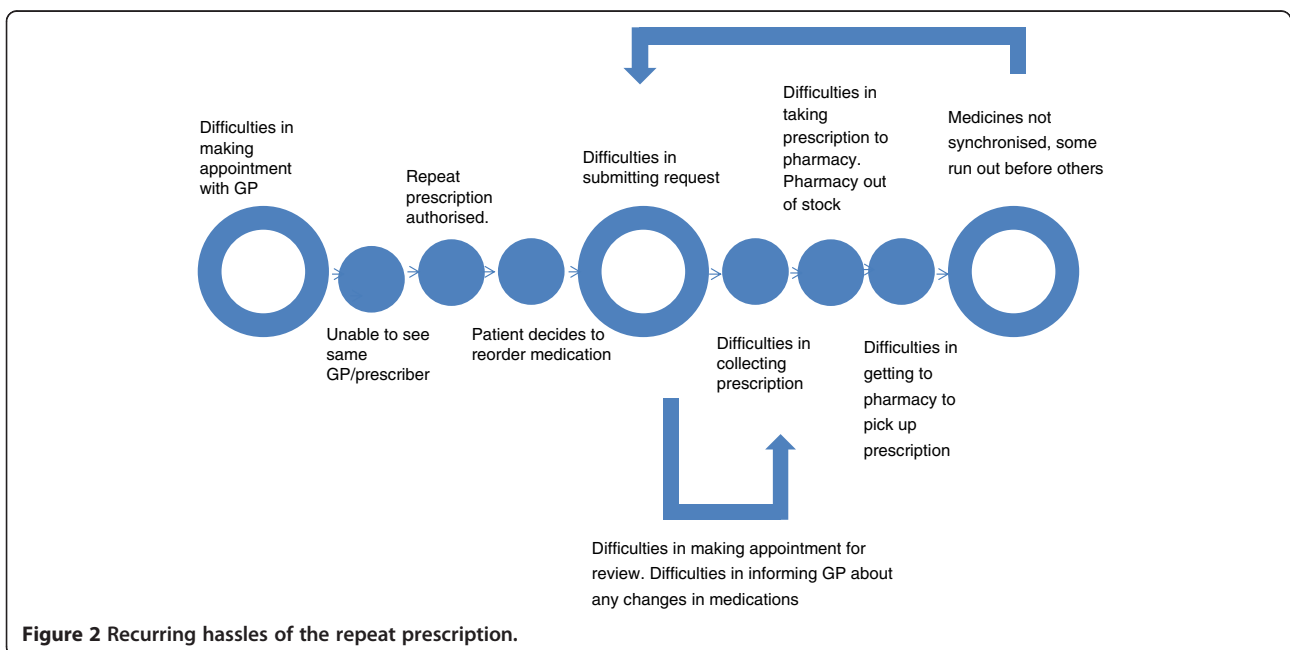 Difficulties in
making
appointment
with GP
Unable to see
same
GP/prescriber
Repeat
prescription
authorised.
Patient decides to
reorder medication
Difficulties in
submitting request
Difficulties in
collecting
prescription
Difficulties in
taking
prescription to
pharmacy.
Pharmacy out
of stock
Difficulties in
getting to
pharmacy to
pick up
prescription
Medicines not
synchronised, some
run out before others
Difficulties in making appointment for
review. Difficulties in informing GP about
any changes in medications
Figure 2 Recurring hassles of the repeat prescription.